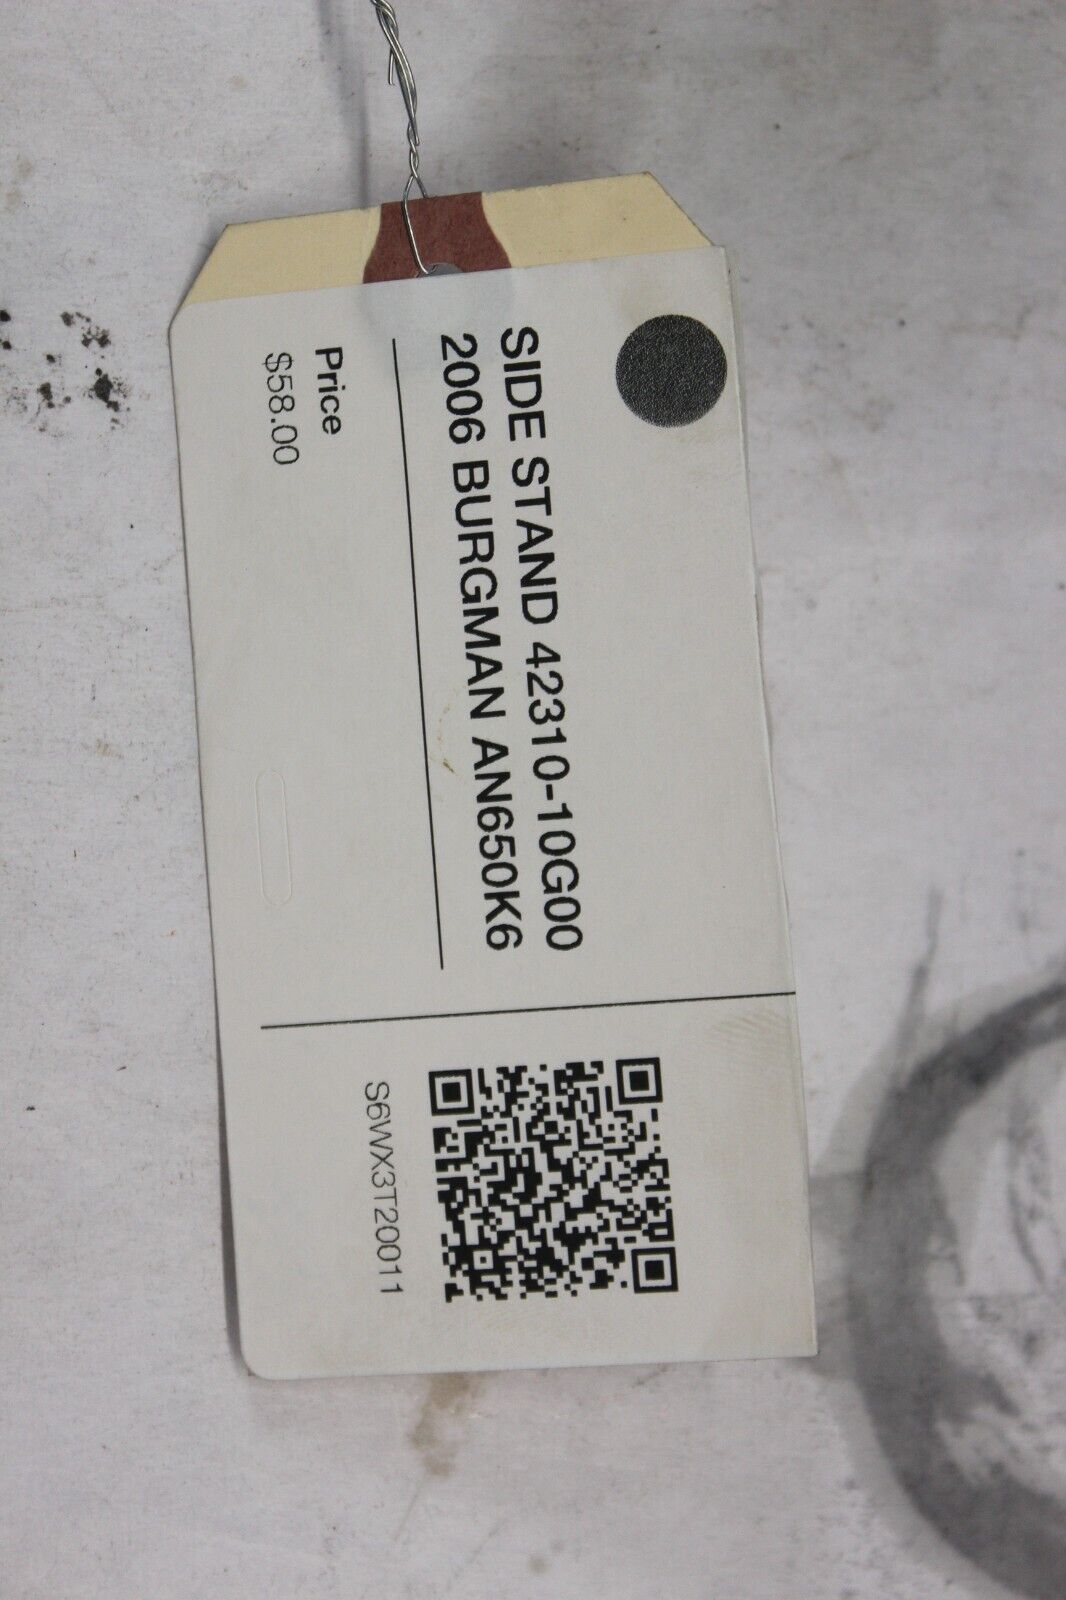 SIDE STAND 42310-10G00
2006 BURGMAN AN650K6
Price
$58.00
S6WX3T20011